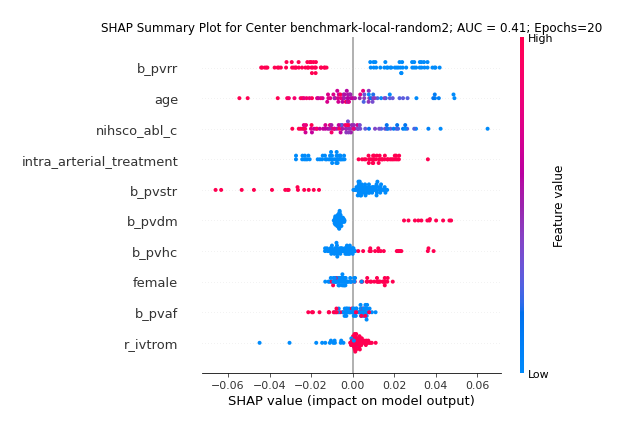 SHAP Summary Plot for Center benchmark-local-random2; AUC = 0.41; Epochs=20
High
b_pvrr
age
nihsco_abl_c
intra_arterial_treatment
b_pvstr
b_pvdm
b_pvhc
female
b_pvaf
r_ivtrom
Feature value
Low
−0.06 −0.04 −0.02 0.00 0.02 0.04 0.06
SHAP value (impact on model output)